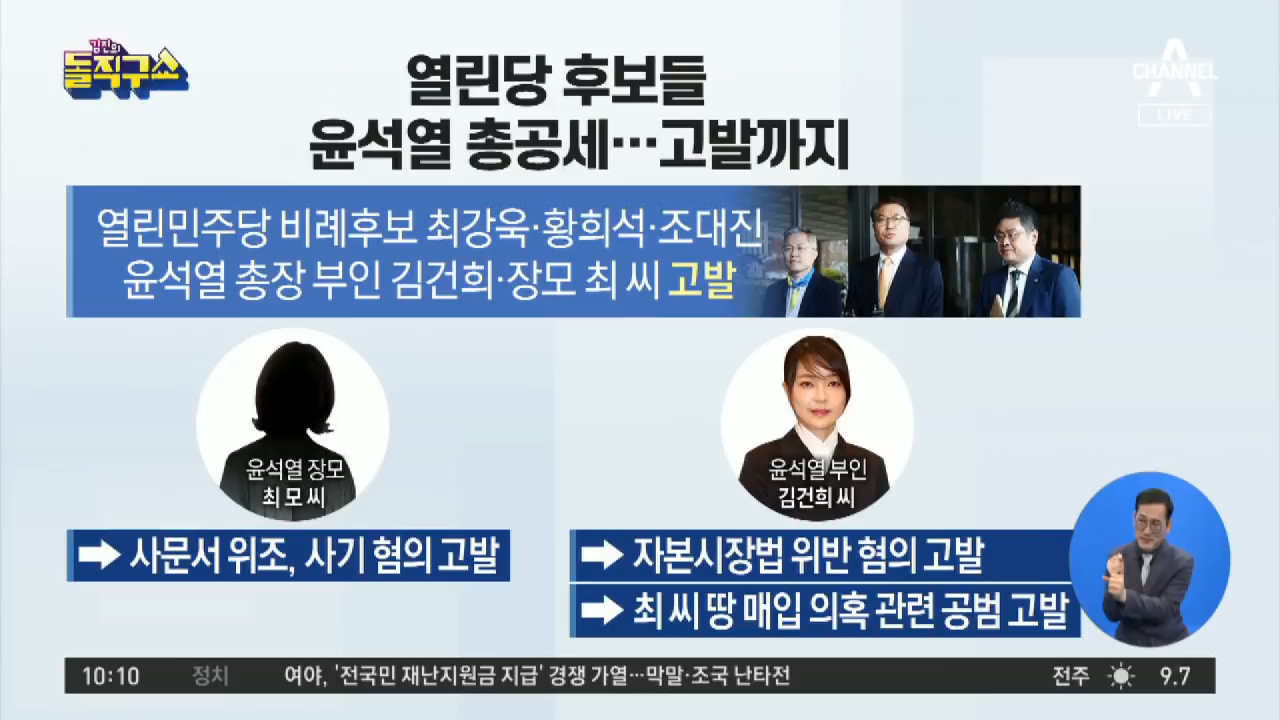 김진의
돌직구쇼
CHANNEL A
LIVE
열린당 후보들
윤석열 총공세…고발까지
열린민주당 비례후보 최강욱·황희석·조대진
윤석열 총장 부인 김건희·장모 최 씨 고발
윤석열 장모
최 모 씨
윤석열 부인
김건희 씨
➡ 사문서 위조, 사기 혐의 고발
➡ 자본시장법 위반 혐의 고발
➡ 최 씨 땅 매입 의혹 관련 공범 고발
10:10 정치 여야, '전국민 재난지원금 지급' 경쟁 가열…막말·조국 난타전 전주 9.7